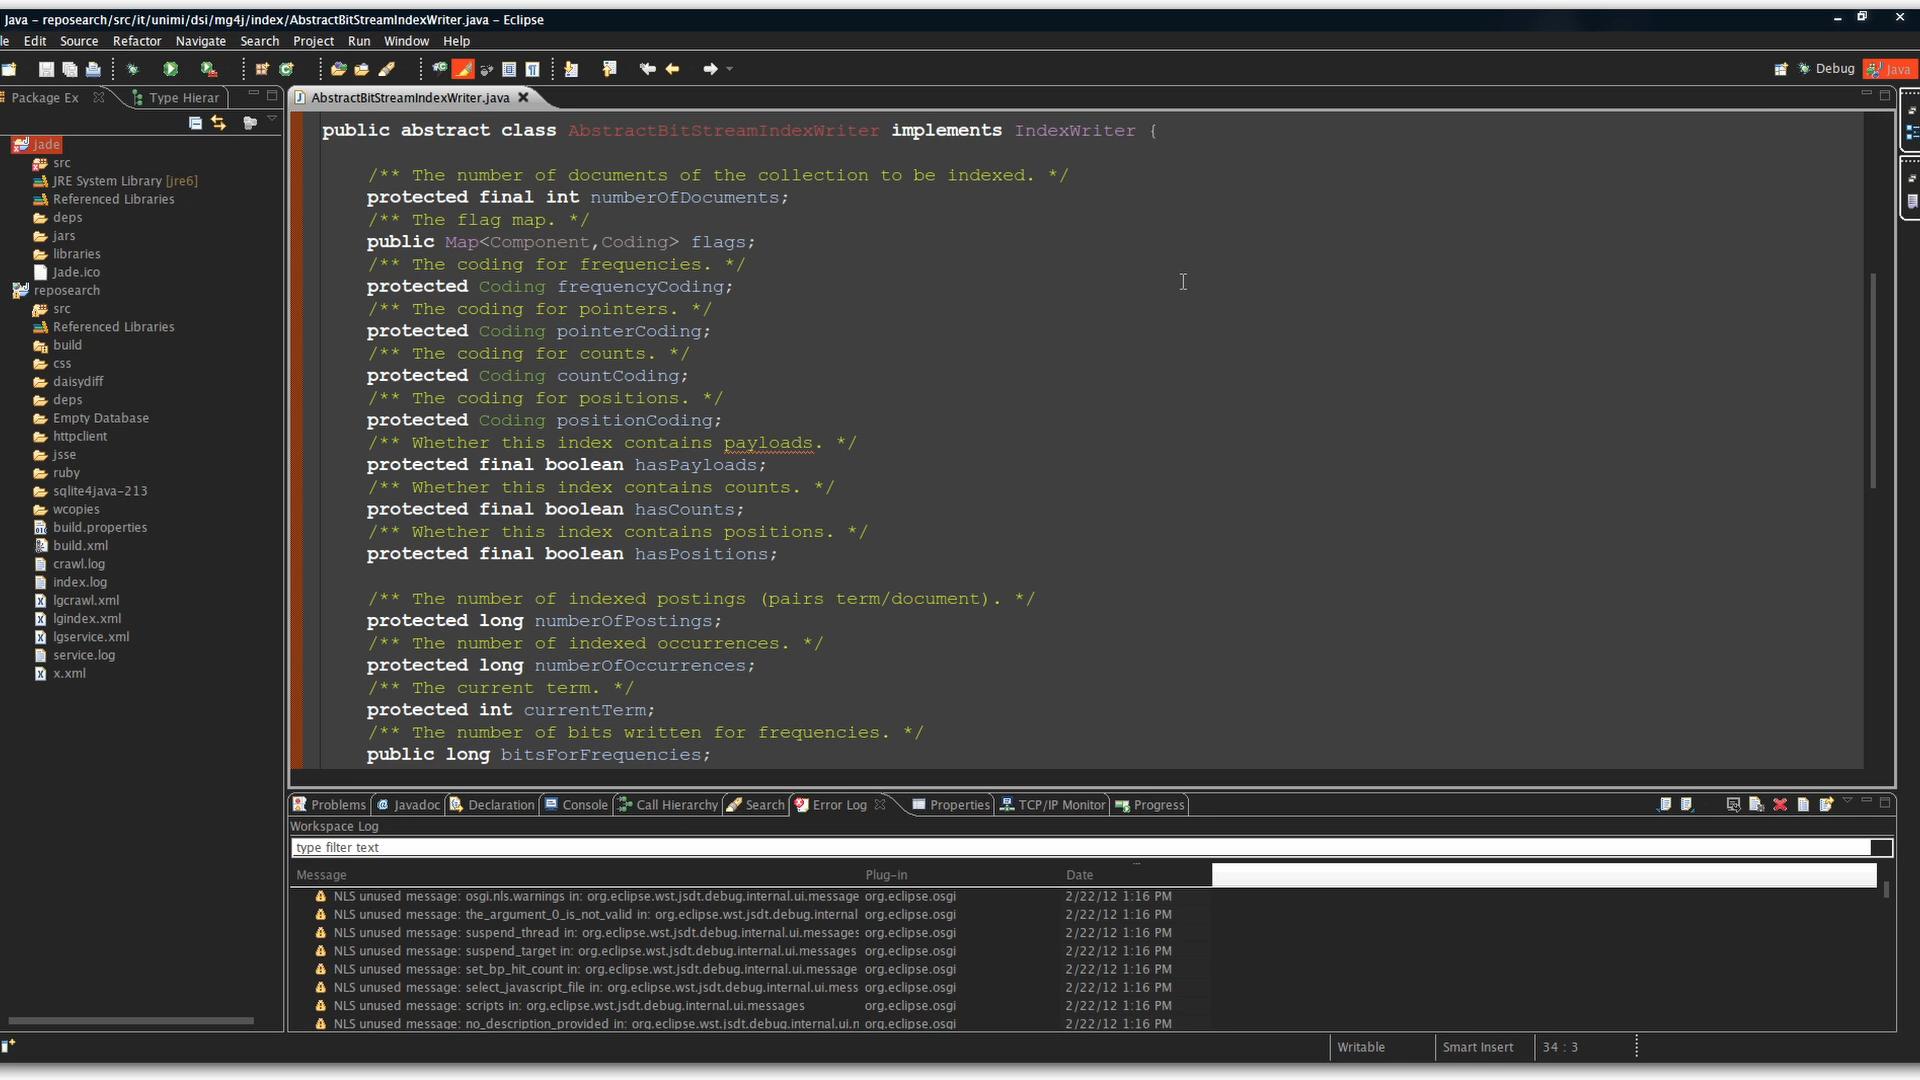 Java – reposearch/src/it/unimi/dsi/mg4j/index/AbstractBitStreamIndexWriter.java – Eclipse
le Edit Source Refactor Navigate Search Project Run Window Help
Debug Java
Package Ex Type Hierar
AbstractBitStreamIndexWriter.java
Jade
src
JRE System Library [jre6]
Referenced Libraries
deps
jars
libraries
Jade.ico
reposearch
src
Referenced Libraries
build
css
daisydiff
deps
Empty Database
httpclient
jsse
ruby
sqlite4java-213
wcopies
build.properties
build.xml
crawl.log
index.log
lgcrawl.xml
lgindex.xml
lgservice.xml
service.log
x.xml
public abstract class AbstractBitStreamIndexWriter implements IndexWriter {
/** The number of documents of the collection to be indexed. */
protected final int numberOfDocuments;
/** The flag map. */
public Map<Component,Coding> flags;
/** The coding for frequencies. */
protected Coding frequencyCoding;
/** The coding for pointers. */
protected Coding pointerCoding;
/** The coding for counts. */
protected Coding countCoding;
/** The coding for positions. */
protected Coding positionCoding;
/** Whether this index contains payloads. */
protected final boolean hasPayloads;
/** Whether this index contains counts. */
protected final boolean hasCounts;
/** Whether this index contains positions. */
protected final boolean hasPositions;
/** The number of indexed postings (pairs term/document). */
protected long numberOfPostings;
/** The number of indexed occurrences. */
protected long numberOfOccurrences;
/** The current term. */
protected int currentTerm;
/** The number of bits written for frequencies. */
public long bitsForFrequencies;
Problems Javadoc Declaration Console Call Hierarchy Search Error Log Properties TCP/IP Monitor Progress
Workspace Log
type filter text
Message Plug-in Date
NLS unused message: osgi.nls.warnings in: org.eclipse.wst.jsdt.debug.internal.ui.message org.eclipse.osgi 2/22/12 1:16 PM
NLS unused message: the_argument_0_is_not_valid in: org.eclipse.wst.jsdt.debug.internal org.eclipse.osgi 2/22/12 1:16 PM
NLS unused message: suspend_thread in: org.eclipse.wst.jsdt.debug.internal.ui.messages org.eclipse.osgi 2/22/12 1:16 PM
NLS unused message: suspend_target in: org.eclipse.wst.jsdt.debug.internal.ui.messages org.eclipse.osgi 2/22/12 1:16 PM
NLS unused message: set_bp_hit_count in: org.eclipse.wst.jsdt.debug.internal.ui.message org.eclipse.osgi 2/22/12 1:16 PM
NLS unused message: select_javascript_file in: org.eclipse.wst.jsdt.debug.internal.ui.mess org.eclipse.osgi 2/22/12 1:16 PM
NLS unused message: scripts in: org.eclipse.wst.jsdt.debug.internal.ui.messages org.eclipse.osgi 2/22/12 1:16 PM
NLS unused message: no_description_provided in: org.eclipse.wst.jsdt.debug.internal.ui.n org.eclipse.osgi 2/22/12 1:16 PM
Writable Smart Insert 34 : 3